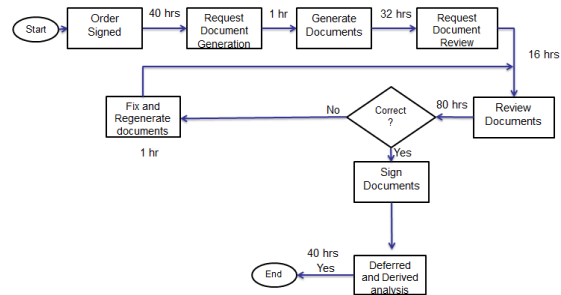 Start
Order
Signed
40 hrs
Request
Document
Generation
1 hr
Generate
Documents
32 hrs
Request
Document
Review
16 hrs
Fix and
Regenerate
documents
1 hr
No
Correct
?
80 hrs
Review
Documents
Yes
Sign
Documents
End
40 hrs
Yes
Deferred
and Derived
analysis